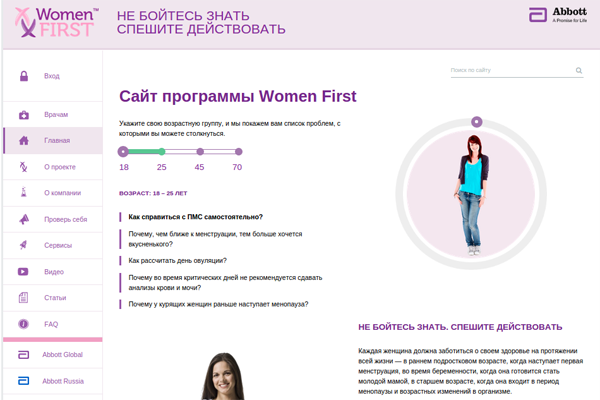 Women™
FIRST
НЕ БОЙТЕСЬ ЗНАТЬ
СПЕШИТЕ ДЕЙСТВОВАТЬ
Abbott
A Promise for Life
Вход
Врачам
Главная
О проекте
О компании
Проверь себя
Сервисы
Видео
Статьи
FAQ
Abbott Global
Abbott Russia
Поиск по сайту
Сайт программы Women First
Укажите свою возрастную группу, и мы покажем вам список проблем, с
которыми вы можете столкнуться.
18 25 45 70
ВОЗРАСТ: 18 – 25 ЛЕТ
Как справиться с ПМС самостоятельно?
Почему, чем ближе к менструации, тем больше хочется
вкусненького?
Как рассчитать день овуляции?
Почему во время критических дней не рекомендуется сдавать
анализы крови и мочи?
Почему у курящих женщин раньше наступает менопауза?
НЕ БОЙТЕСЬ ЗНАТЬ. СПЕШИТЕ ДЕЙСТВОВАТЬ
Каждая женщина должна заботиться о своем здоровье на протяжении
всей жизни — в раннем подростковом возрасте, когда наступает первая
менструация, во время беременности, когда она готовится стать
молодой мамой, в старшем возрасте, когда она входит в период
менопаузы и возрастных изменений в организме.